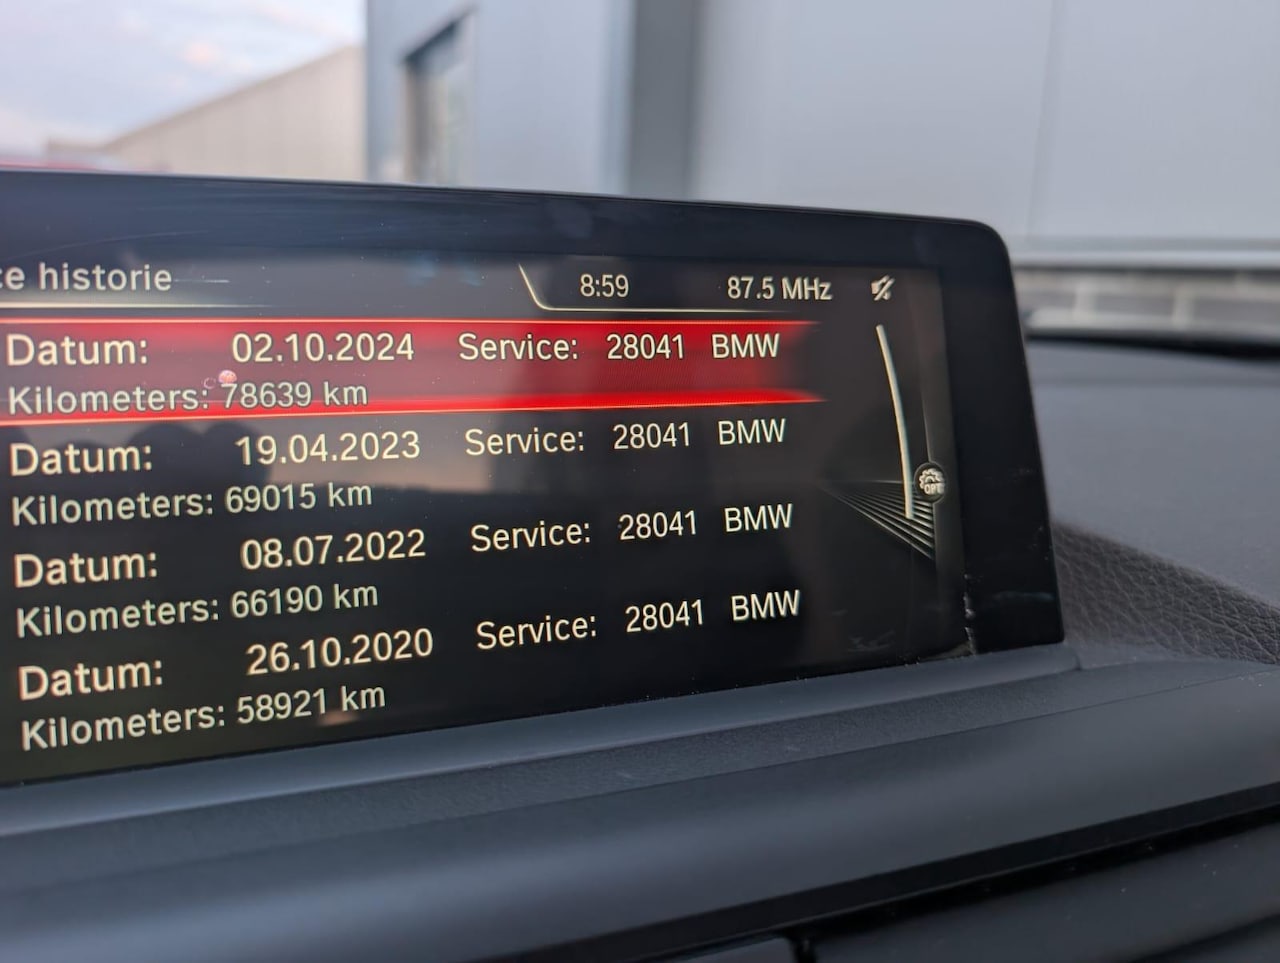 ce historie 8:59 87.5 MHz
Datum: 02.10.2024 Service: 28041 BMW
Kilometers: 78639 km
Datum: 19.04.2023 Service: 28041 BMW
Kilometers: 69015 km
OPT
Datum: 08.07.2022 Service: 28041 BMW
Kilometers: 66190 km
Datum: 26.10.2020 Service: 28041 BMW
Kilometers: 58921 km